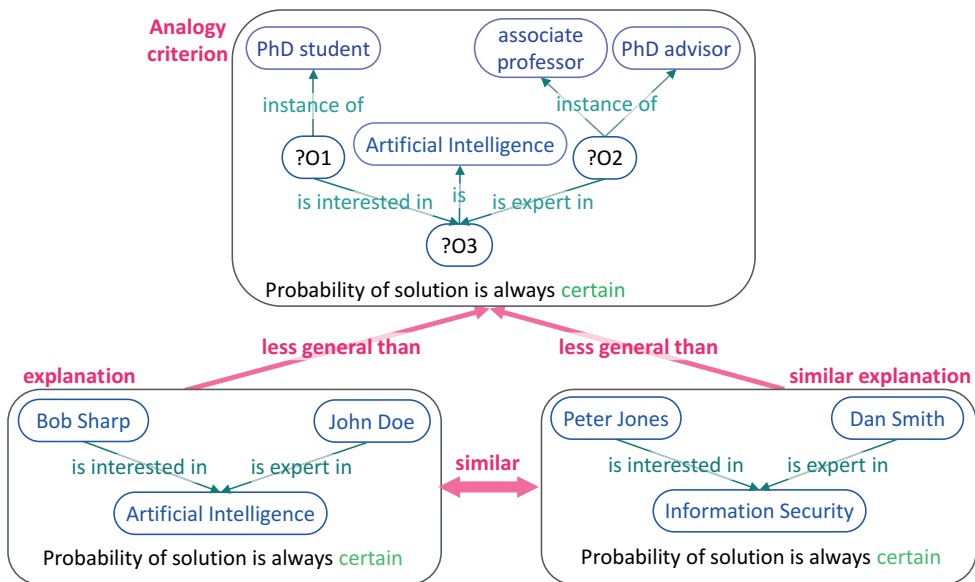 Analogy
criterion
PhD student
associate
professor
PhD advisor
instance of
instance of
Artificial Intelligence
?O1
?O2
is interested in
is
is expert in
?O3
Probability of solution is always certain
less general than
less general than
explanation
similar explanation
Bob Sharp
John Doe
is interested in
is expert in
Artificial Intelligence
Probability of solution is always certain
similar
Peter Jones
Dan Smith
is interested in
is expert in
Information Security
Probability of solution is always certain